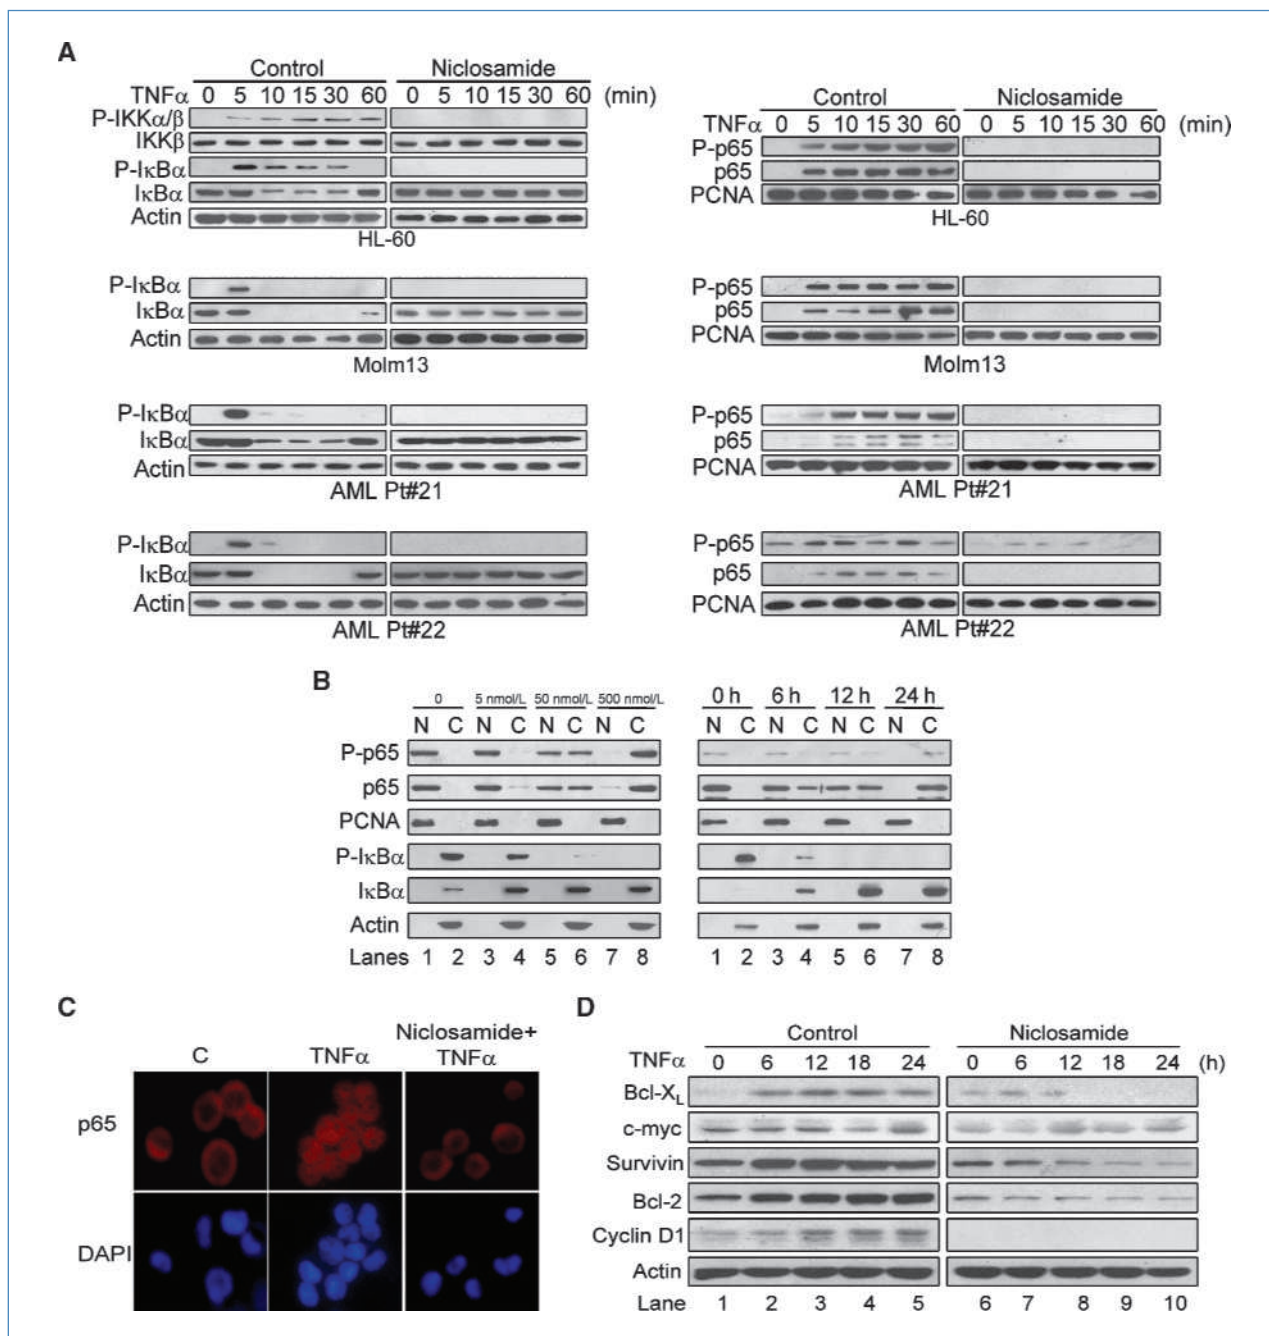 A
Control Niclosamide
TNFα 0 5 10 15 30 60 0 5 10 15 30 60 (min)
P-IKKα/β
IKKβ
P-IκBα
IκBα
Actin
HL-60
P-IκBα
IκBα
Actin
Molm13
P-IκBα
IκBα
Actin
AML Pt#21
P-IκBα
IκBα
Actin
AML Pt#22
Control Niclosamide
TNFα 0 5 10 15 30 60 0 5 10 15 30 60 (min)
P-p65
p65
PCNA
HL-60
P-p65
p65
PCNA
Molm13
P-p65
p65
PCNA
AML Pt#21
P-p65
p65
PCNA
AML Pt#22
B
0 5 nmol/L 50 nmol/L 500 nmol/L 0 h 6 h 12 h 24 h
N C N C N C N C N C N C N C N C
P-p65
p65
PCNA
P-IκBα
IκBα
Actin
Lanes 1 2 3 4 5 6 7 8 1 2 3 4 5 6 7 8
C
C TNFα Niclosamide+
TNFα
p65
DAPI
D
Control Niclosamide
TNFα 0 6 12 18 24 0 6 12 18 24 (h)
Bcl-XL
c-myc
Survivin
Bcl-2
Cyclin D1
Actin
Lane 1 2 3 4 5 6 7 8 9 10